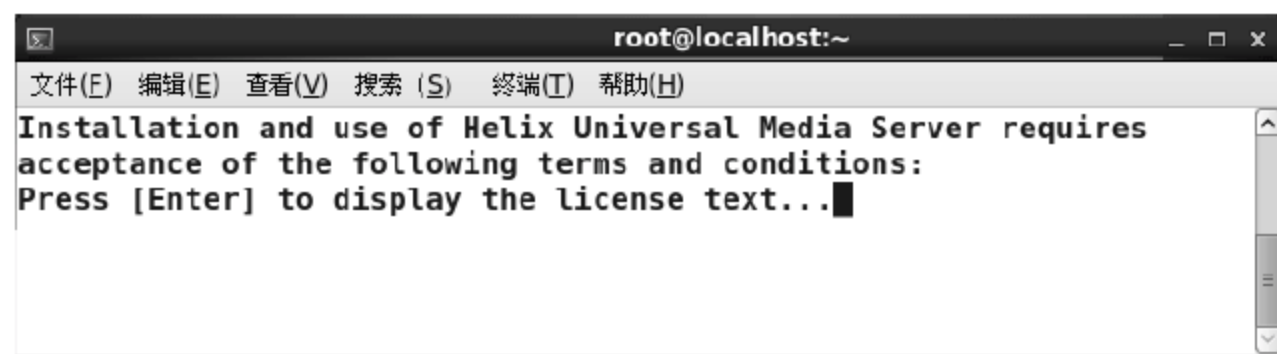 root@localhost:~
文件(F) 编辑(E) 查看(V) 搜索 (S) 终端(T) 帮助(H)
Installation and use of Helix Universal Media Server requires
acceptance of the following terms and conditions:
Press [Enter] to display the license text...